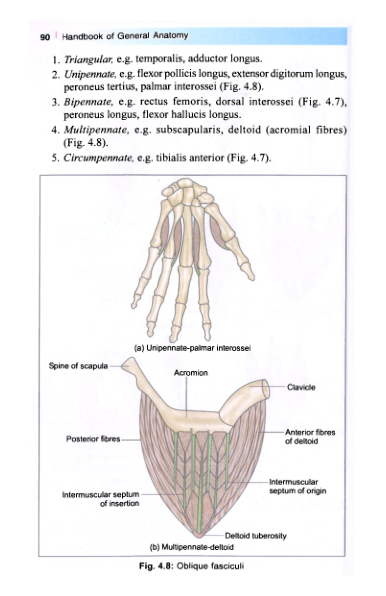 90 | Handbook of General Anatomy
1. Triangular, e.g. temporalis, adductor longus.
2. Unipennate, e.g. flexor pollicis longus, extensor digitorum longus,
peroneus tertius, palmar interossei (Fig. 4.8).
3. Bipennate, e.g. rectus femoris, dorsal interossei (Fig. 4.7),
peroneus longus, flexor hallucis longus.
4. Multipennate, e.g. subscapularis, deltoid (acromial fibres)
(Fig. 4.8).
5. Circumpennate, e.g. tibialis anterior (Fig. 4.7).
(a) Unipennate-palmar interossei
Spine of scapula
Acromion
Clavicle
Posterior fibres
Anterior fibres
of deltoid
Intermuscular septum
of insertion
Intermuscular
septum of origin
Deltoid tuberosity
(b) Multipennate-deltoid
Fig. 4.8: Oblique fasciculi